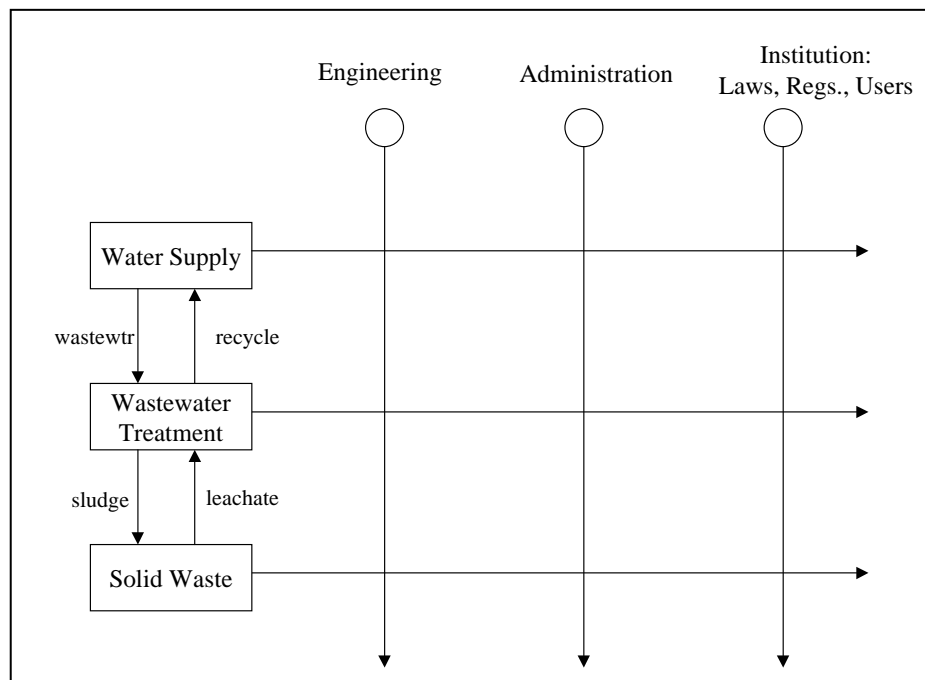 Engineering
Administration
Institution:
Laws, Regs., Users
Water Supply
wastewtr
recycle
Wastewater
Treatment
sludge
leachate
Solid Waste